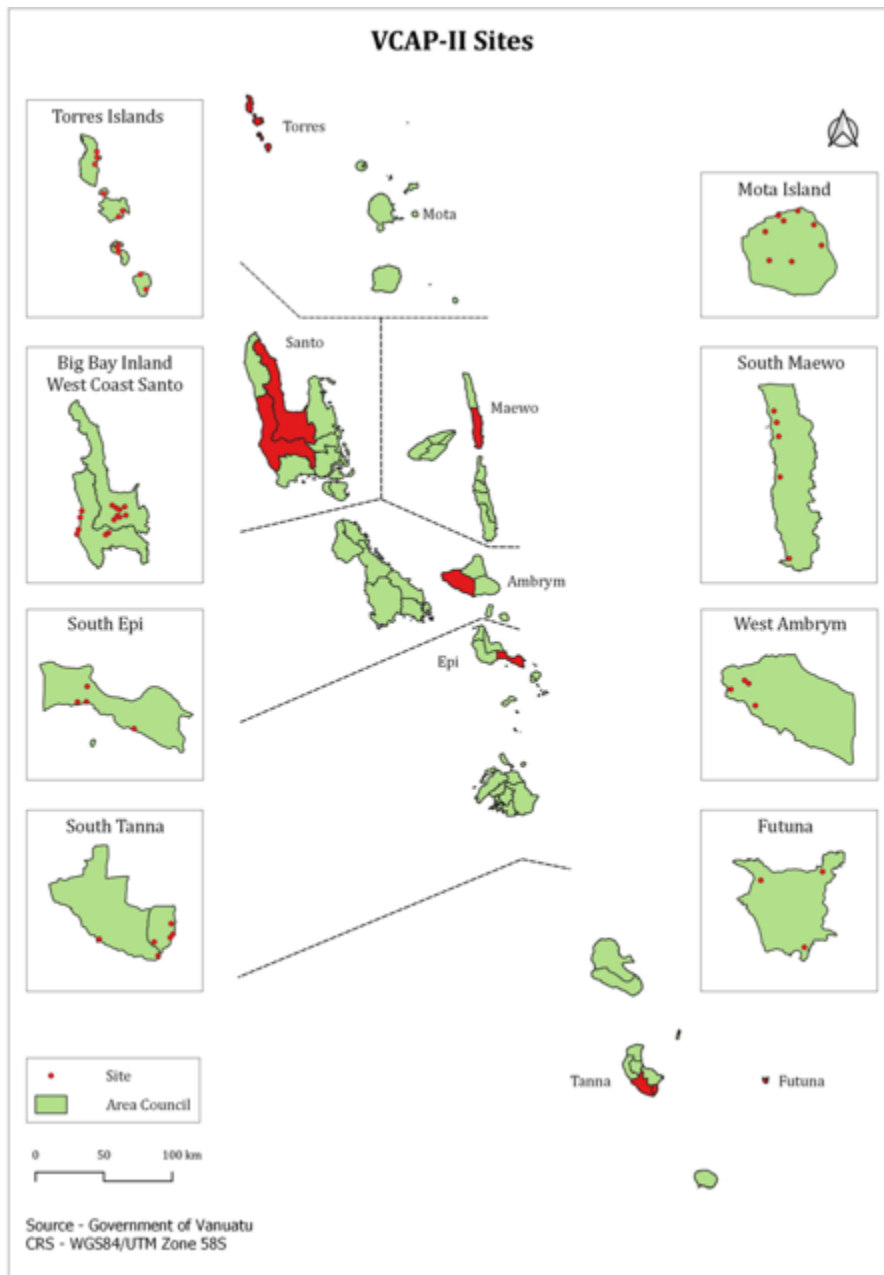 VCAP-II Sites
Torres Islands
Torres
Mota
Mota Island
Big Bay Inland
West Coast Santo
Santo
Maewo
South Maewo
South Epi
Ambrym
Epi
West Ambrym
South Tanna
Futuna
Tanna
Futuna
Site
Area Council
0 50 100 km
Source - Government of Vanuatu
CRS - WGS84/UTM Zone 58S